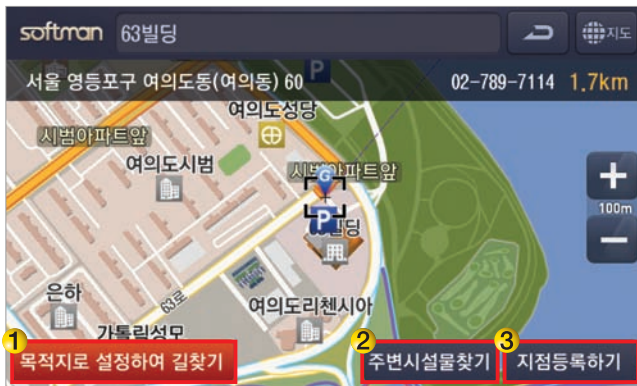 softman 63빌딩 지도
서울 영등포구 여의도동(여의동) 60 02-789-7114 1.7km
P
여의도성당
시범아파트앞
여의도시범
시범아파트앞
G
P
빌딩
+
100m
은하
63로
여의도리첸시아
가톨릭성모
1 목적지로 설정하여 길찾기
2 주변시설물찾기
3 지점등록하기